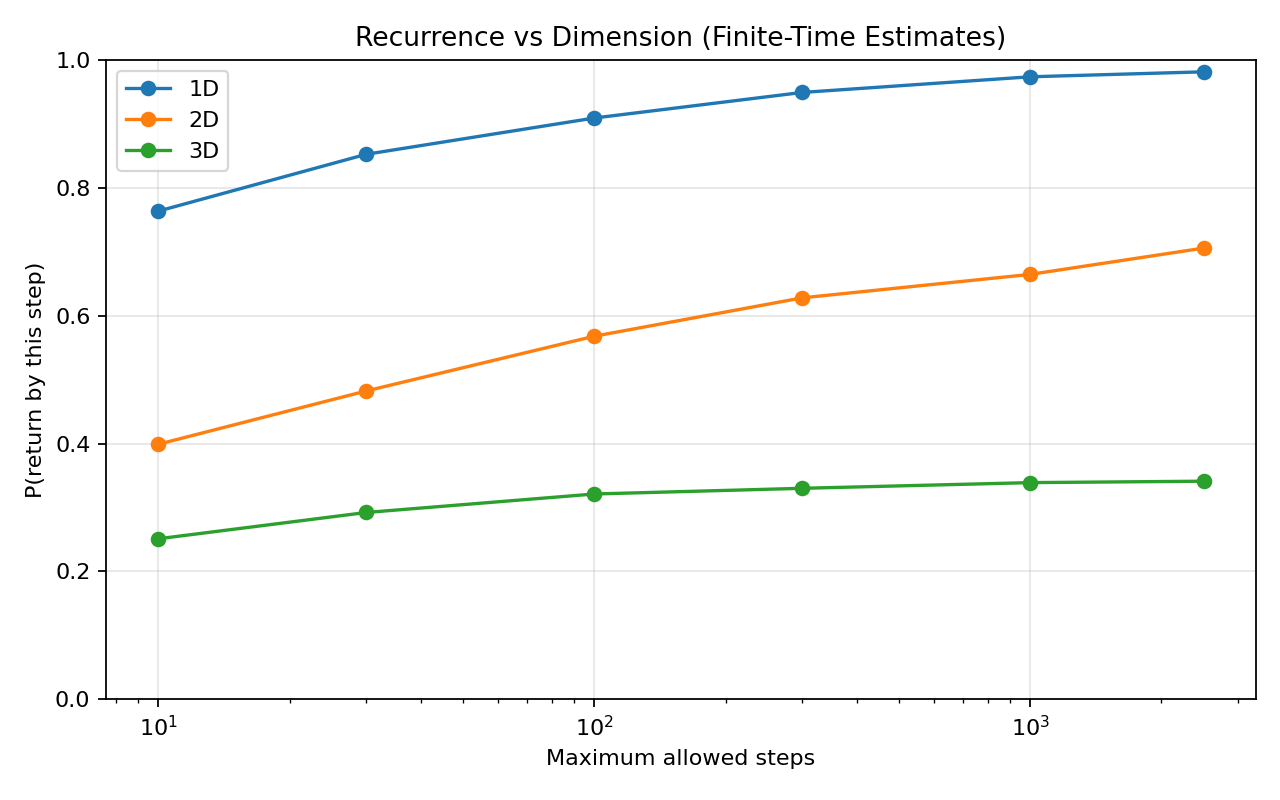 Recurrence vs Dimension (Finite-Time Estimates)
1D
2D
3D
P(return by this step)
1.0
0.8
0.6
0.4
0.2
0.0
10¹
10²
10³
Maximum allowed steps